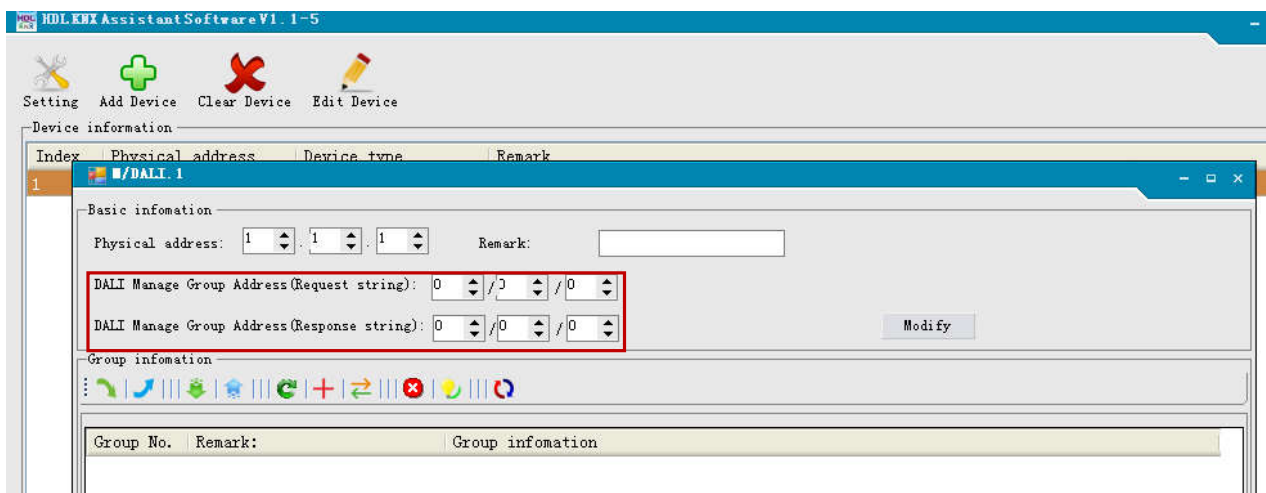 HDL KNX Assistant Software V1.1-5
Setting Add Device Clear Device Edit Device
Device information
Index Physical address Device type Remark
1
M/DALI.1
Basic infomation
Physical address: 1 . 1 . 1 Remark:
DALI Manage Group Address(Request string): 0 / 0 / 0
DALI Manage Group Address(Response string): 0 / 0 / 0
Modify
Group infomation
Group No. Remark: Group infomation